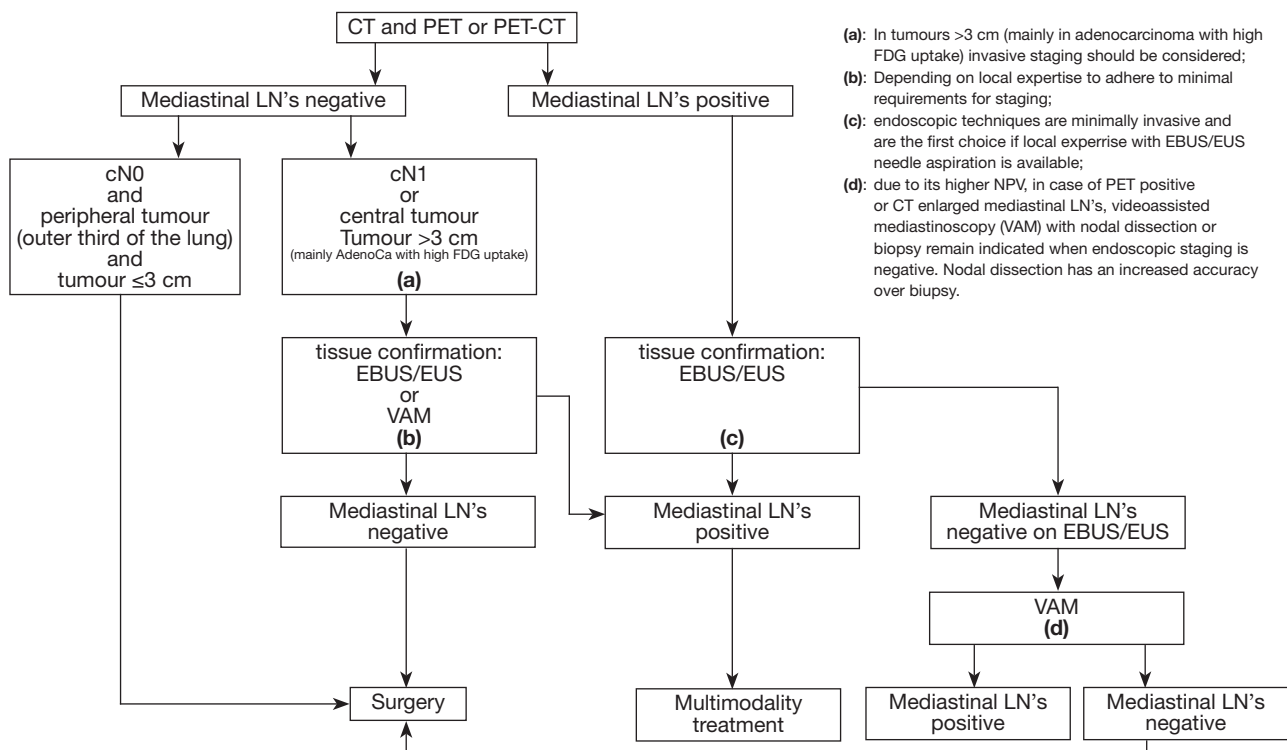 CT and PET or PET-CT
Mediastinal LN’s negative
Mediastinal LN’s positive
cN0
and
peripheral tumour
(outer third of the lung)
and
tumour ≤3 cm
cN1
or
central tumour
Tumour >3 cm
(mainly AdenoCa with high FDG uptake)
(a)
tissue confirmation:
EBUS/EUS
or
VAM
(b)
tissue confirmation:
EBUS/EUS
(c)
Mediastinal LN’s
negative
Mediastinal LN’s
positive
Mediastinal LN’s
negative on EBUS/EUS
VAM
(d)
Surgery
Multimodality
treatment
Mediastinal LN’s
positive
Mediastinal LN’s
negative
(a): In tumours >3 cm (mainly in adenocarcinoma with high
FDG uptake) invasive staging should be considered;
(b): Depending on local expertise to adhere to minimal
requirements for staging;
(c): endoscopic techniques are minimally invasive and
are the first choice if local experrise with EBUS/EUS
needle aspiration is available;
(d): due to its higher NPV, in case of PET positive
or CT enlarged mediastinal LN’s, videoassisted
mediastinoscopy (VAM) with nodal dissection or
biopsy remain indicated when endoscopic staging is
negative. Nodal dissection has an increased accuracy
over biupsy.